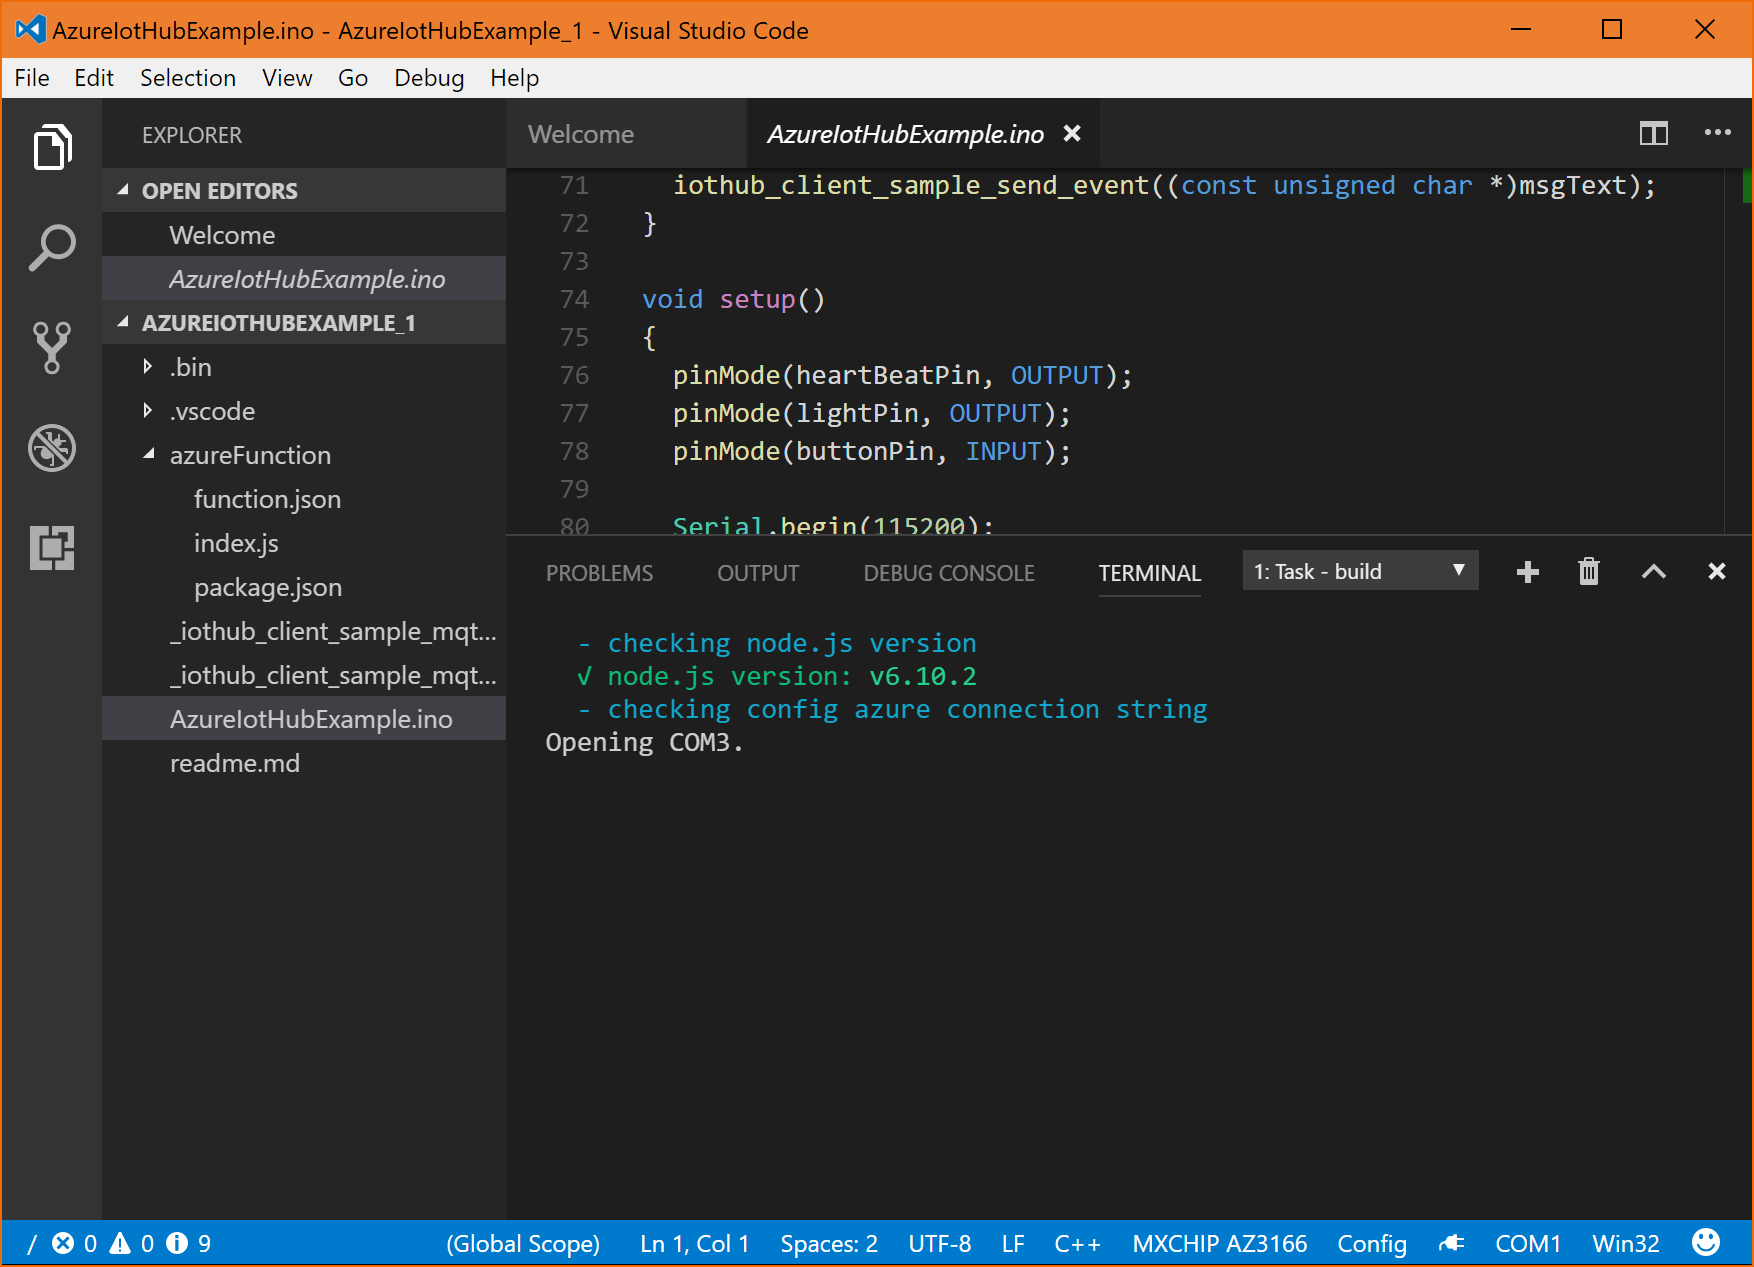 AzureIotHubExample.ino - AzureIotHubExample_1 - Visual Studio Code
File Edit Selection View Go Debug Help
EXPLORER
OPEN EDITORS
Welcome
AzureIotHubExample.ino
AZUREIOTHUBEXAMPLE_1
.bin
.vscode
azureFunction
function.json
index.js
package.json
_iothub_client_sample_mqt...
_iothub_client_sample_mqt...
AzureIotHubExample.ino
readme.md
Welcome AzureIotHubExample.ino
71 iothub_client_sample_send_event((const unsigned char *)msgText);
72 }
73
74 void setup()
75 {
76 pinMode(heartBeatPin, OUTPUT);
77 pinMode(lightPin, OUTPUT);
78 pinMode(buttonPin, INPUT);
79
80 Serial.begin(115200);
PROBLEMS OUTPUT DEBUG CONSOLE TERMINAL 1: Task - build
- checking node.js version
√ node.js version: v6.10.2
- checking config azure connection string
Opening COM3.
/ 0 0 9 (Global Scope) Ln 1, Col 1 Spaces: 2 UTF-8 LF C++ MXCHIP AZ3166 Config COM1 Win32